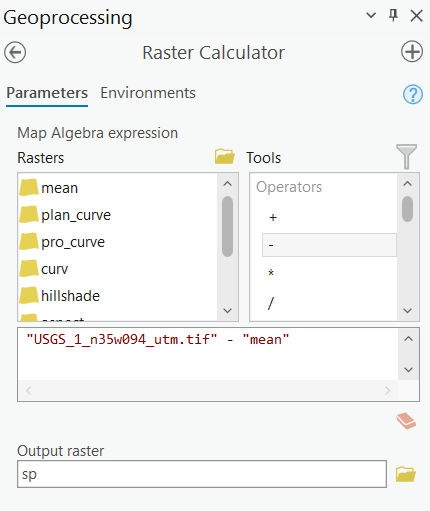 Geoprocessing
Raster Calculator
Parameters Environments
?
Map Algebra expression
Rasters
Tools
mean
plan_curve
pro_curve
curv
hillshade
aspect
Operators
+
-
*
/
"USGS_1_n35w094_utm.tif" - "mean"
Output raster
sp